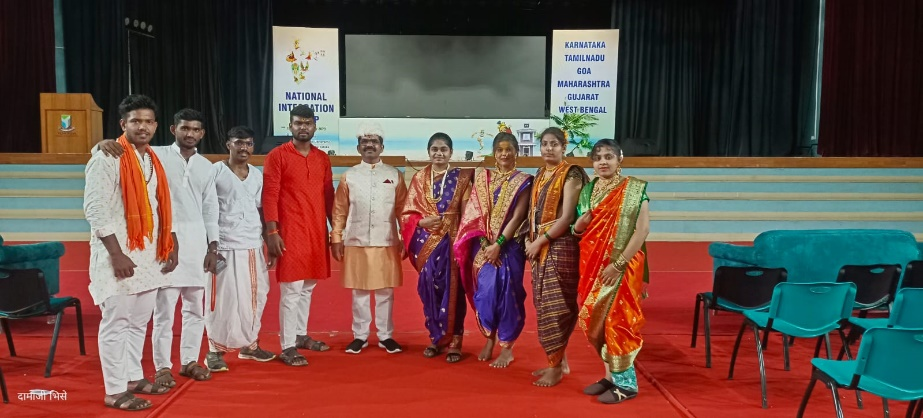 NATIONAL
INTEGRATION
KARNATAKA
TAMILNADU
GOA
MAHARASHTRA
GUJARAT
WEST BENGAL
दामाजी भिसे